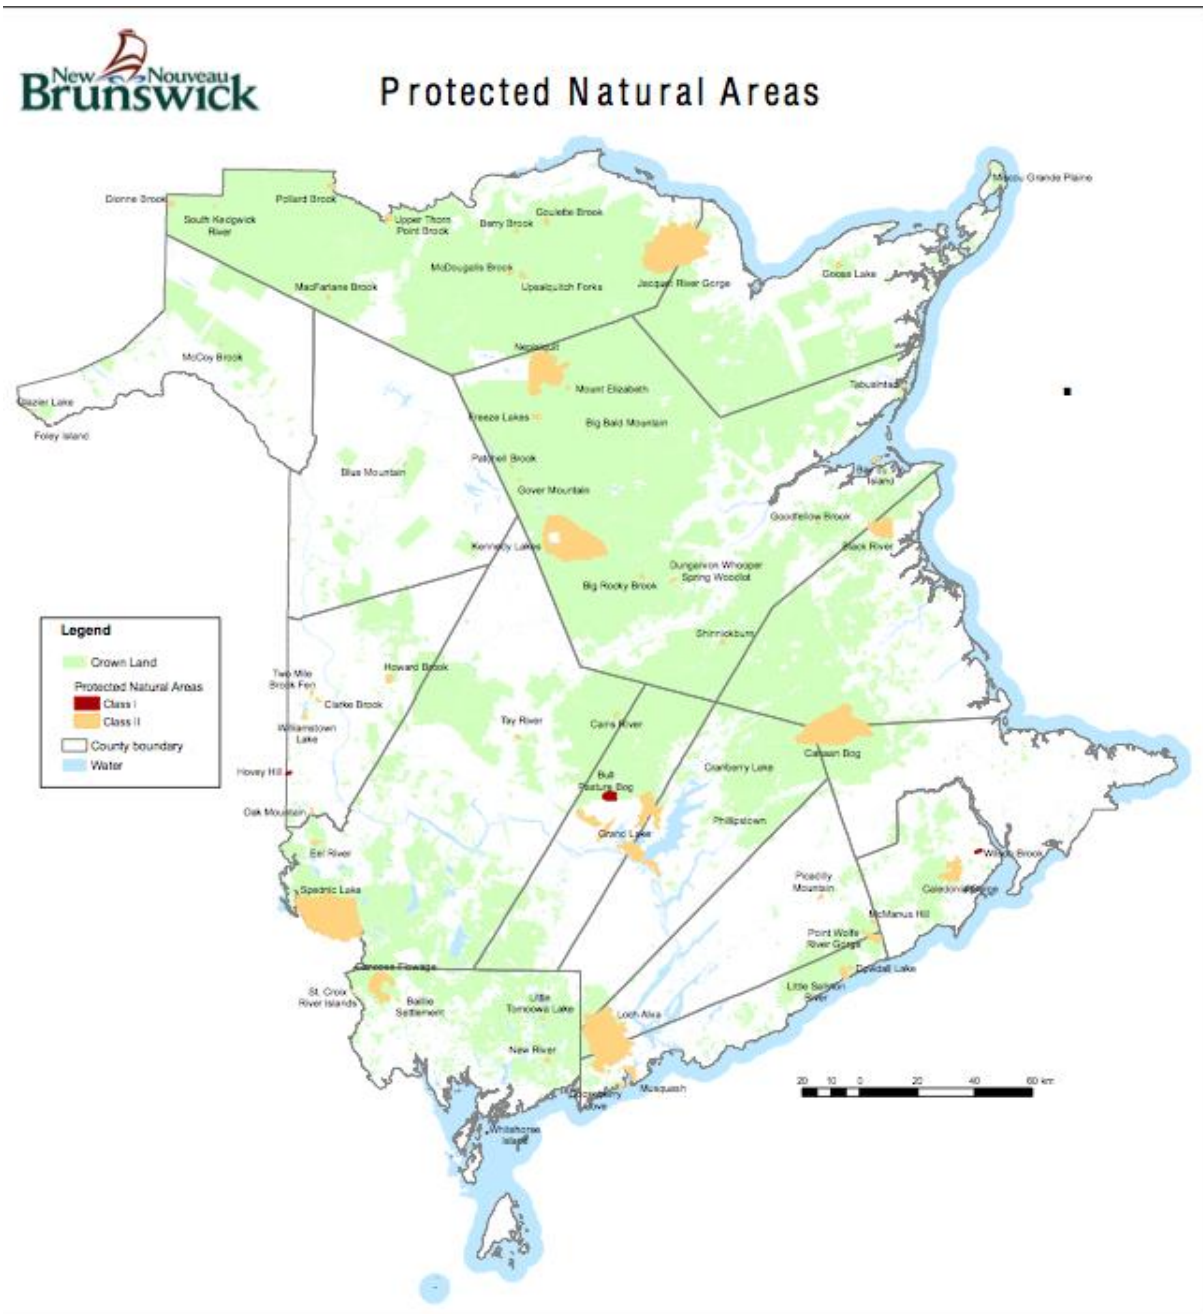 New Nouveau
Brunswick
Protected Natural Areas
Miscou Grande Plaine
Dionne Brook
Pollard Brook
South Kedgwick
River
Upper Thorn
Point Brook
Berry Brook
Goulette Brook
McDougalls Brook
Upsalquitch Forks
MacFarlane Brook
Jacquet River Gorge
Goose Lake
McCoy Brook
Nepisiguit
Mount Elizabeth
Tabusintac
Glazier Lake
Freeze Lakes
Big Bald Mountain
Foley Island
Patchell Brook
Blue Mountain
Gover Mountain
Island
Goodfellow Brook
Kennedy Lakes
Black River
Dungarvon Whooper
Spring Woodlot
Big Rocky Brook
Shinnickburn
Legend
Crown Land
Protected Natural Areas
Class I
Class II
County boundary
Water
Howard Brook
Two Mile
Brook Fen
Clarke Brook
Williamstown
Lake
Tay River
Cains River
Canaan Bog
Cranberry Lake
Hovey Hill
Bull
Pasture Bog
Oak Mountain
Grand Lake
Phillipstown
Eel River
Wilson Brook
Spednic Lake
Picadilly
Mountain
Caledonia Gorge
McManus Hill
Point Wolfe
River Gorge
Canoose Flowage
Dowdall Lake
St. Croix
River Islands
Baillie
Settlement
Little
Tomoowa Lake
Little Salmon
River
Loch Alva
New River
Musquash
Cove
20 10 0 20 40 60 km
Whitehorse
Island